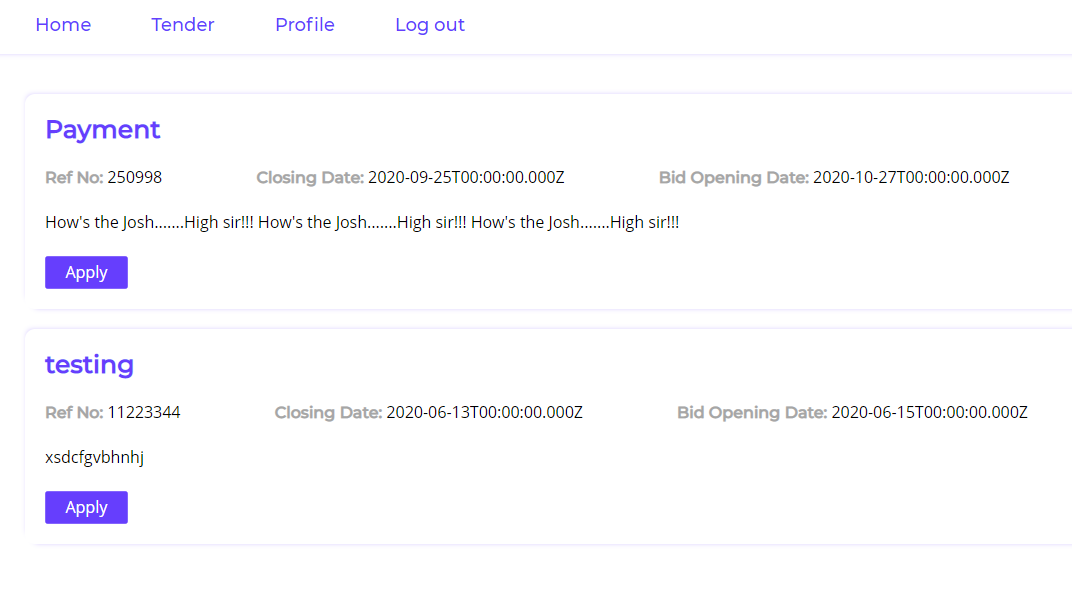 Home Tender Profile Log out
Payment
Ref No: 250998 Closing Date: 2020-09-25T00:00:00.000Z Bid Opening Date: 2020-10-27T00:00:00.000Z
How's the Josh.......High sir!!! How's the Josh.......High sir!!! How's the Josh.......High sir!!!
Apply
testing
Ref No: 11223344 Closing Date: 2020-06-13T00:00:00.000Z Bid Opening Date: 2020-06-15T00:00:00.000Z
xsdcfgvbhnhj
Apply